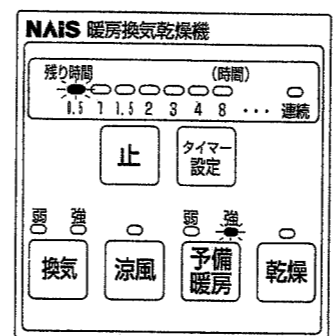 NAiS 暖房換気乾燥機
残り時間 (時間)
0.5 1 1.5 2 3 4 8 ・・・ 連続
止 タイマー
設定
弱 強 弱 強
換気 涼風 予備
暖房 乾燥